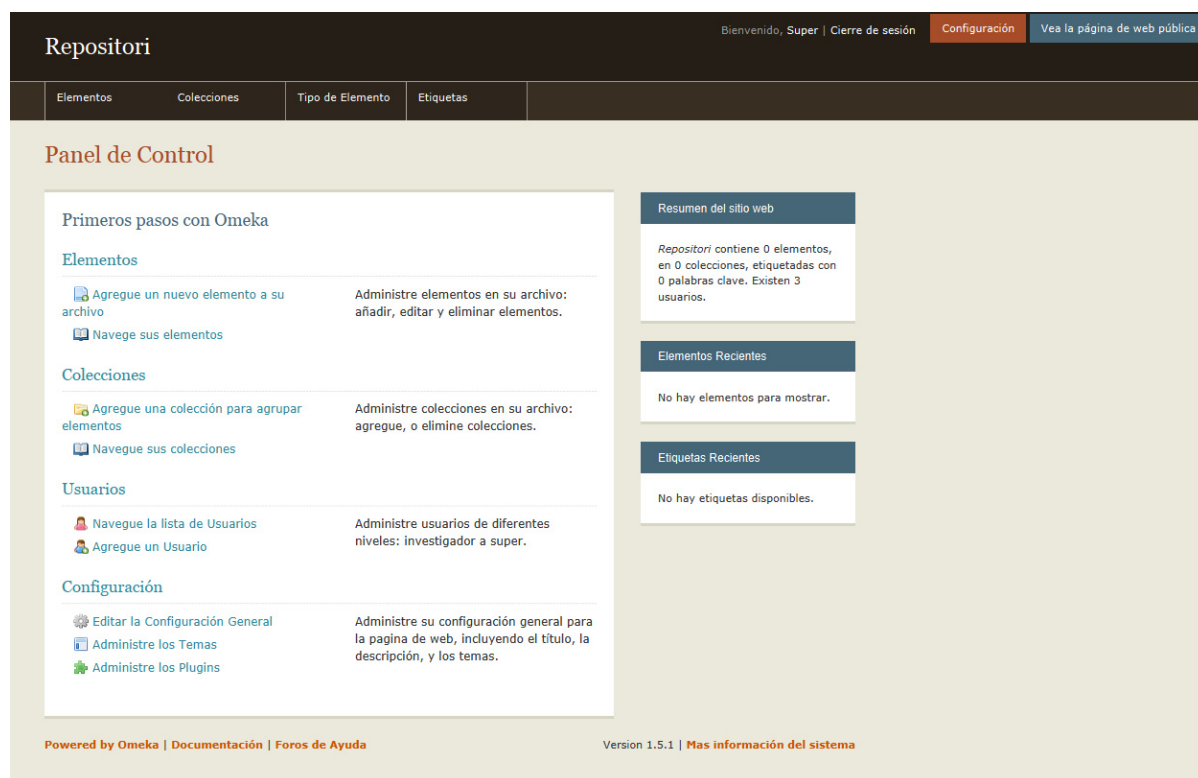 Bienvenido, Super | Cierre de sesión
Configuración
Vea la página de web pública
Repositori
Elementos
Colecciones
Tipo de Elemento
Etiquetas
Panel de Control
Primeros pasos con Omeka
Elementos
Agregue un nuevo elemento a su
archivo
Navege sus elementos
Administre elementos en su archivo:
añadir, editar y eliminar elementos.
Colecciones
Agregue una colección para agrupar
elementos
Navegue sus colecciones
Administre colecciones en su archivo:
agregue, o elimine colecciones.
Usuarios
Navegue la lista de Usuarios
Agregue un Usuario
Administre usuarios de diferentes
niveles: investigador a super.
Configuración
Editar la Configuración General
Administre los Temas
Administre los Plugins
Administre su configuración general para
la pagina de web, incluyendo el título, la
descripción, y los temas.
Resumen del sitio web
Repositori contiene 0 elementos,
en 0 colecciones, etiquetadas con
0 palabras clave. Existen 3
usuarios.
Elementos Recientes
No hay elementos para mostrar.
Etiquetas Recientes
No hay etiquetas disponibles.
Powered by Omeka | Documentación | Foros de Ayuda
Version 1.5.1 | Mas información del sistema